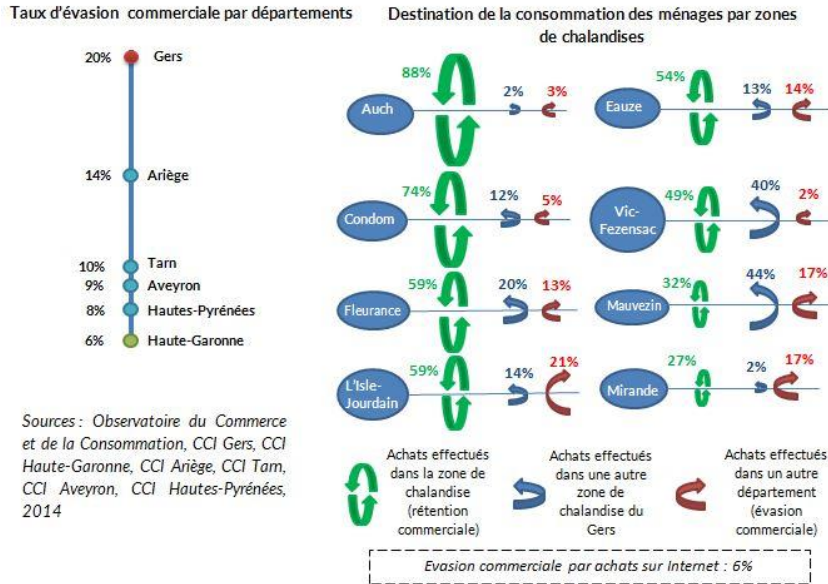 Taux d'évasion commerciale par départements
20% Gers
14% Ariège
10% Tarn
9% Aveyron
8% Hautes-Pyrénées
6% Haute-Garonne
Sources : Observatoire du Commerce
et de la Consommation, CCI Gers, CCI
Haute-Garonne, CCI Ariège, CCI Tarn,
CCI Aveyron, CCI Hautes-Pyrénées,
2014
Destination de la consommation des ménages par zones
de chalandises
88%
2% 3%
Auch
54%
13% 14%
Eauze
74%
12% 5%
Condom
49% 40% 2%
Vic-
Fezensac
59% 20% 13%
Fleurance
32% 44% 17%
Mauvezin
59% 14% 21%
L'Isle-
Jourdain
27% 2% 17%
Mirande
Achats effectués
dans la zone de
chalandise
(rétention
commerciale)
Achats
effectués
dans une autre
zone de
chalandise du
Gers
Achats
effectués
dans un autre
département
(évasion
commerciale)
Evasion commerciale par achats sur Internet : 6%